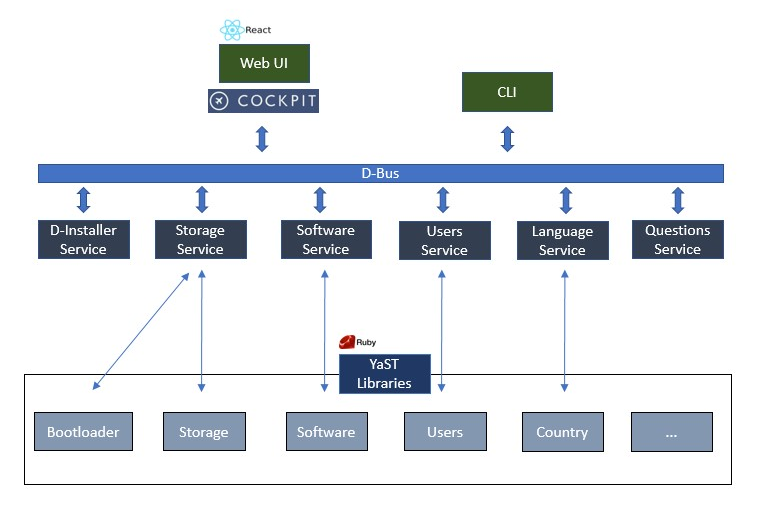 React
Web UI
COCKPIT
CLI
D-Bus
D-Installer
Service
Storage
Service
Software
Service
Users
Service
Language
Service
Questions
Service
Ruby
YaST
Libraries
Bootloader
Storage
Software
Users
Country
...